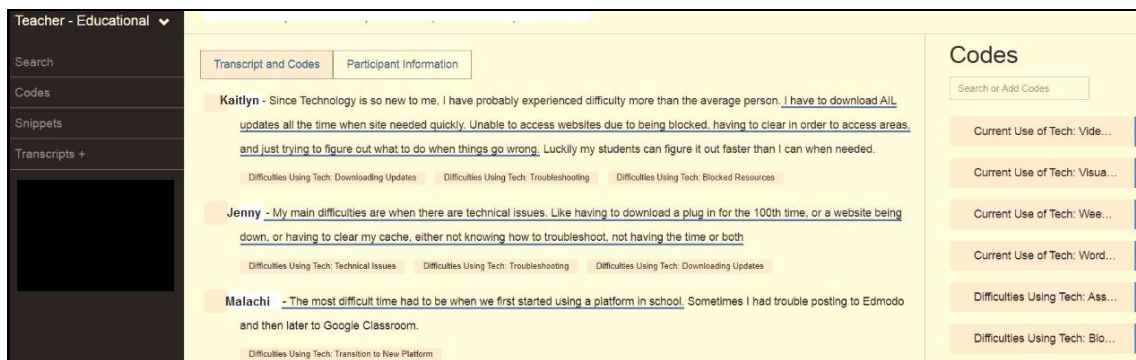 Teacher - Educational
Search
Codes
Snippets
Transcripts +
Transcript and Codes
Participant Information
Kaitlyn - Since Technology is so new to me, I have probably experienced difficulty more than the average person. I have to download AIL
updates all the time when site needed quickly. Unable to access websites due to being blocked, having to clear in order to access areas,
and just trying to figure out what to do when things go wrong. Luckily my students can figure it out faster than I can when needed.
Difficulties Using Tech: Downloading Updates
Difficulties Using Tech: Troubleshooting
Difficulties Using Tech: Blocked Resources
Jenny - My main difficulties are when there are technical issues. Like having to download a plug in for the 100th time, or a website being
down, or having to clear my cache, either not knowing how to troubleshoot, not having the time or both
Difficulties Using Tech: Technical Issues
Difficulties Using Tech: Troubleshooting
Difficulties Using Tech: Downloading Updates
Malachi - The most difficult time had to be when we first started using a platform in school. Sometimes I had trouble posting to Edmodo
and then later to Google Classroom.
Difficulties Using Tech: Transition to New Platform
Codes
Search or Add Codes
Current Use of Tech: Vide...
Current Use of Tech: Visua...
Current Use of Tech: Wee...
Current Use of Tech: Word...
Difficulties Using Tech: Ass...
Difficulties Using Tech: Blo...